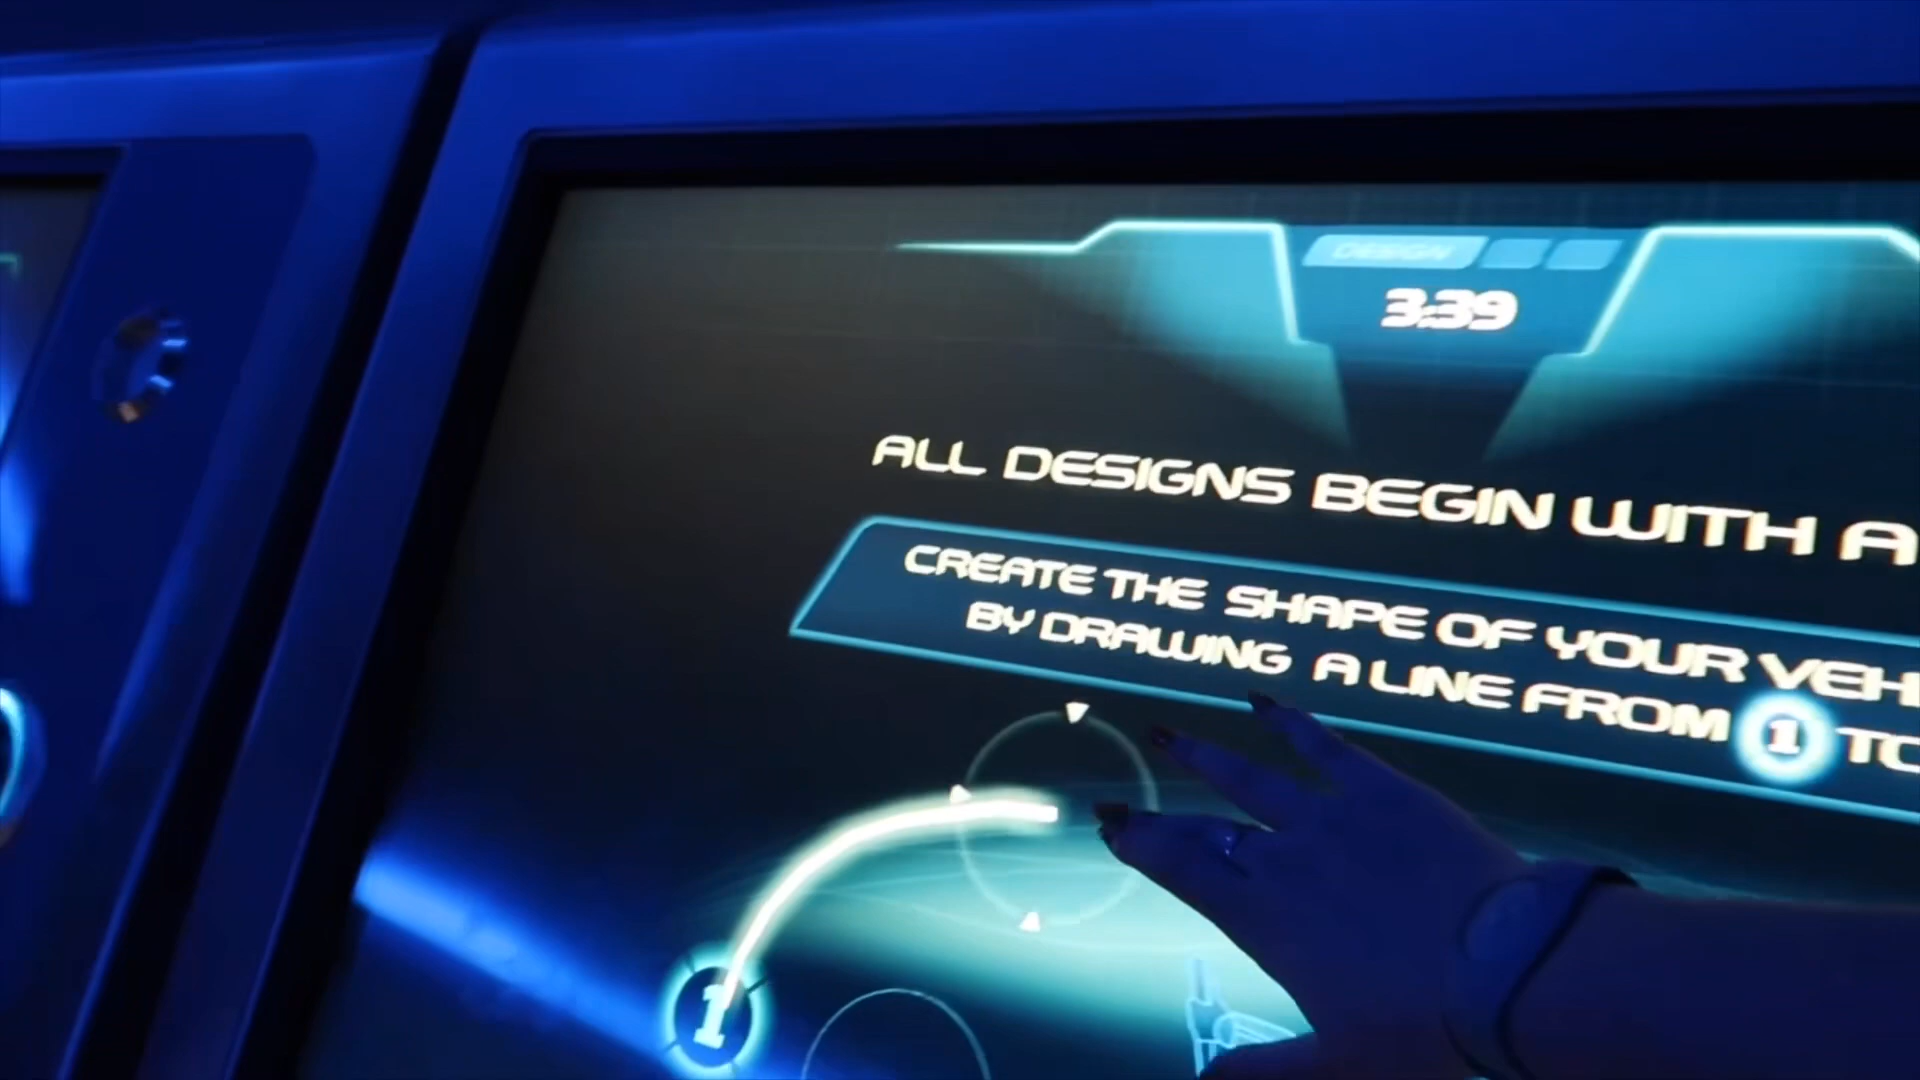 DESIGN
3:39
ALL DESIGNS BEGIN WITH A
CREATE THE SHAPE OF YOUR VEHI
BY DRAWING A LINE FROM 1 TO
1